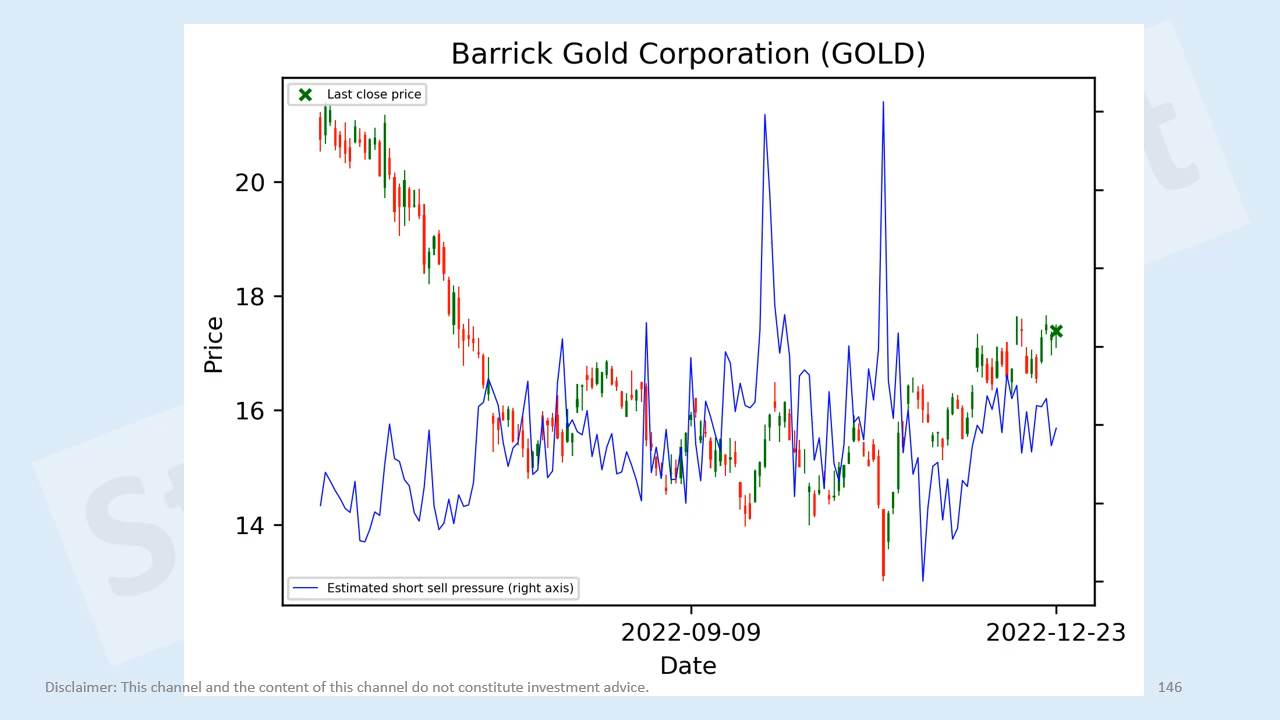 Barrick Gold Corporation (GOLD)
Last close price
20
18
16
14
Price
Estimated short sell pressure (right axis)
2022-09-09
2022-12-23
Date
Disclaimer: This channel and the content of this channel do not constitute investment advice.
146